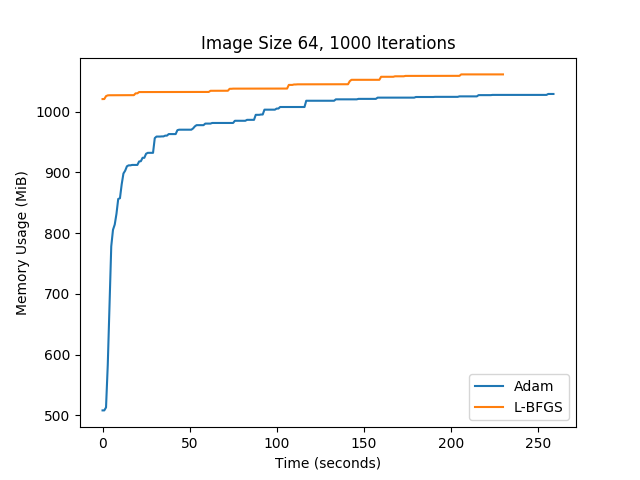 Image Size 64, 1000 Iterations
Memory Usage (MiB)
1000
900
800
700
600
500
0 50 100 150 200 250
Time (seconds)
Adam
L-BFGS